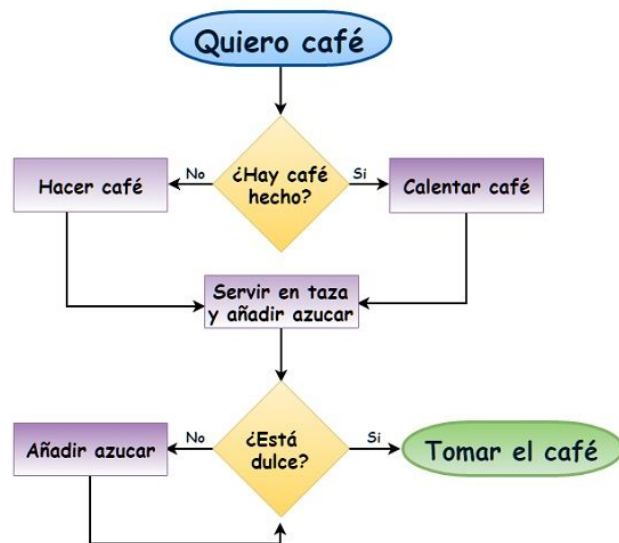 Quiero café
¿Hay café
hecho?
No
Si
Hacer café
Calentar café
Servir en taza
y añadir azucar
¿Está
dulce?
No
Si
Añadir azucar
Tomar el café